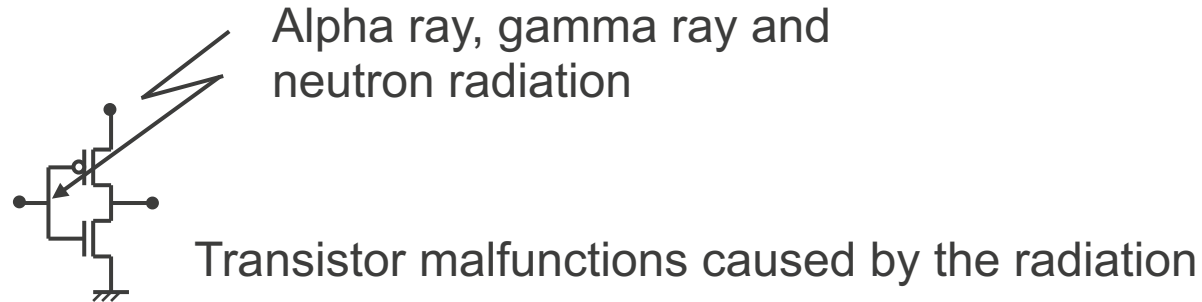 Alpha ray, gamma ray and
neutron radiation
Transistor malfunctions caused by the radiation